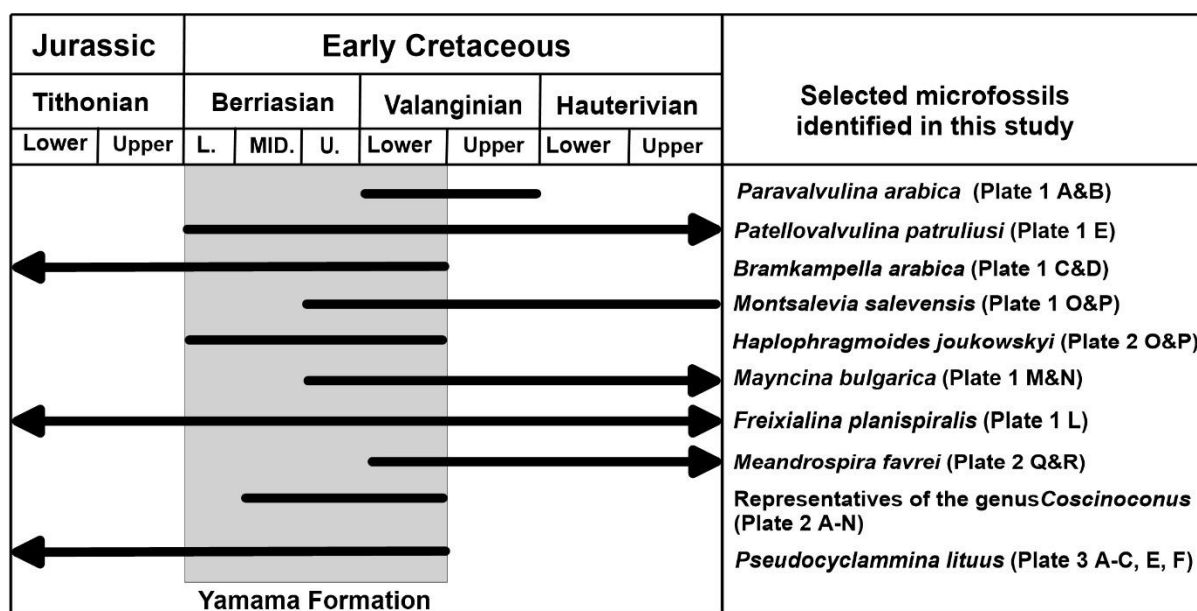 Jurassic
Early Cretaceous
Selected microfossils
identified in this study
Tithonian
Berriasian
Valanginian
Hauterivian
Lower
Upper
L.
MID.
U.
Lower
Upper
Lower
Upper
Paravalvulina arabica (Plate 1 A&B)
Patellovalvulina patruliusi (Plate 1 E)
Bramkampella arabica (Plate 1 C&D)
Montsalevia salevensis (Plate 1 O&P)
Haplophragmoides joukowskyi (Plate 2 O&P)
Mayncina bulgarica (Plate 1 M&N)
Freixialina planispiralis (Plate 1 L)
Meandrospira favrei (Plate 2 Q&R)
Representatives of the genusCoscinoconus
(Plate 2 A-N)
Pseudocyclammina lituus (Plate 3 A-C, E, F)
Yamama Formation